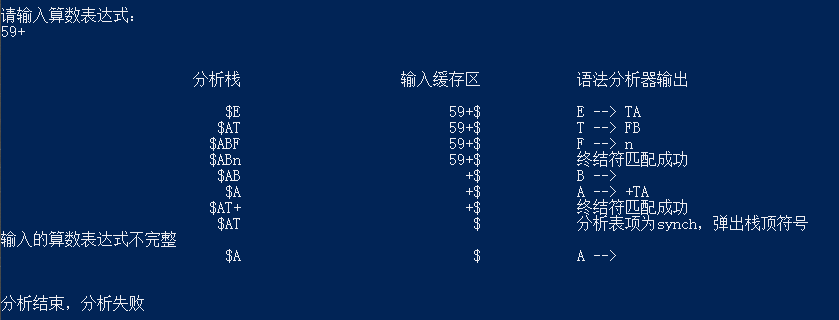 请输入算数表达式：
59+
分析栈 输入缓存区 语法分析器输出
$E 59+$ E --> TA
$AT 59+$ T --> FB
$ABF 59+$ F --> n
$ABn 59+$ 终结符匹配成功
$AB +$ B -->
$A +$ A --> +TA
$AT+ +$ 终结符匹配成功
$AT $ 分析表项为synch，弹出栈顶符号
输入的算数表达式不完整
$A $ A -->
分析结束，分析失败